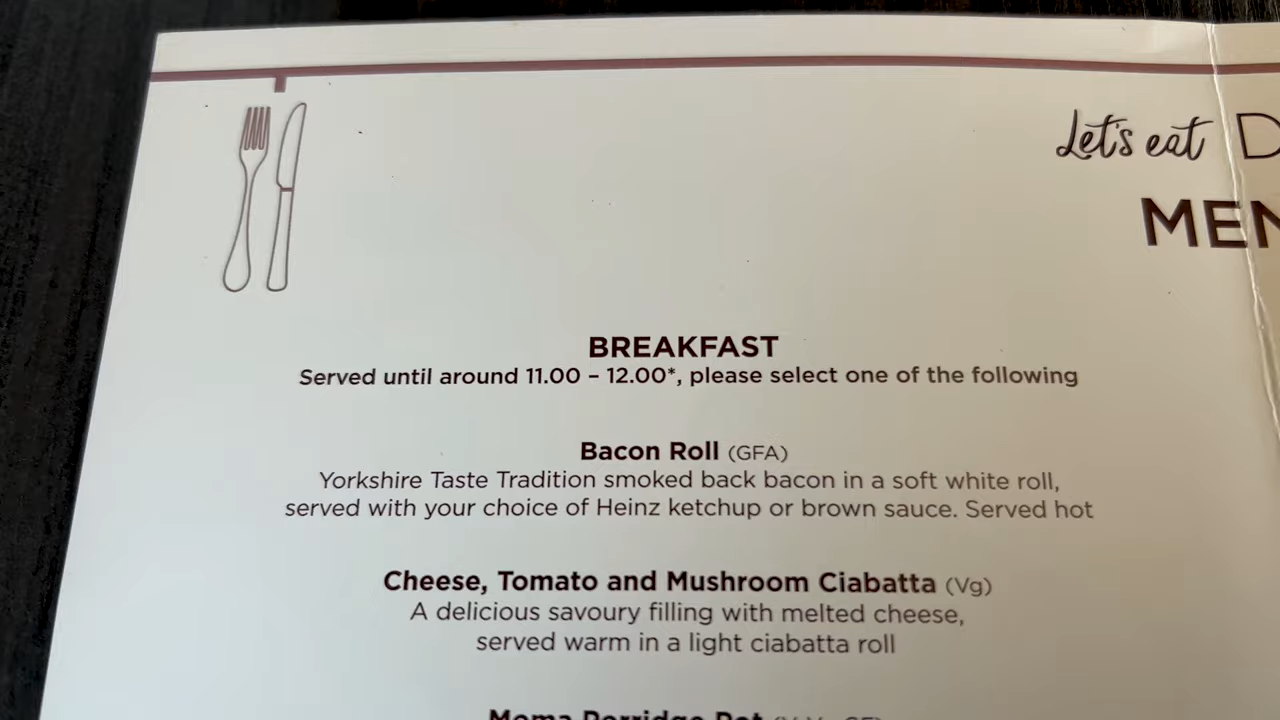 Let's eat
BREAKFAST
Served until around 11.00 – 12.00*, please select one of the following
Bacon Roll (GFA)
Yorkshire Taste Tradition smoked back bacon in a soft white roll,
served with your choice of Heinz ketchup or brown sauce. Served hot
Cheese, Tomato and Mushroom Ciabatta (Vg)
A delicious savoury filling with melted cheese,
served warm in a light ciabatta roll
Moma Porridge Pot